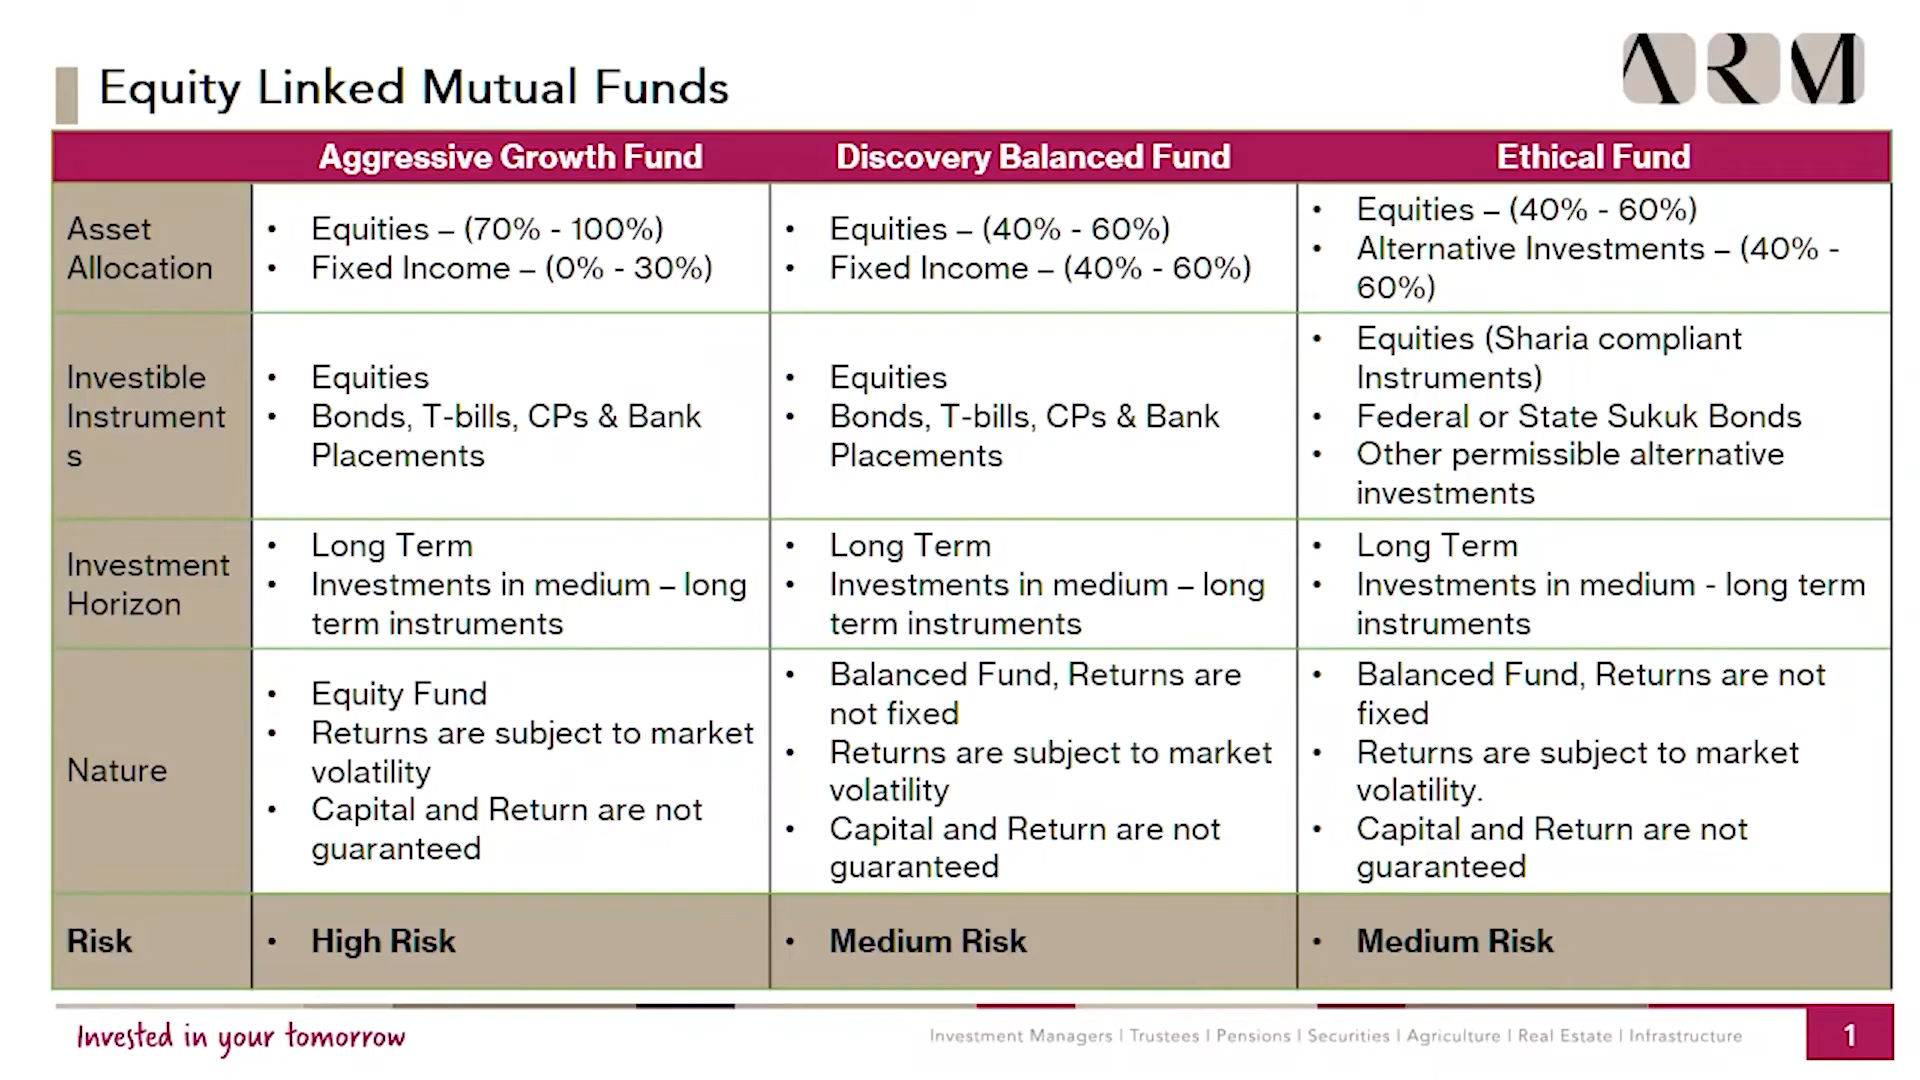 ARM
Equity Linked Mutual Funds
Aggressive Growth Fund
Discovery Balanced Fund
Ethical Fund
Asset
Allocation
• Equities – (70% - 100%)
• Fixed Income – (0% - 30%)
• Equities – (40% - 60%)
• Fixed Income – (40% - 60%)
• Equities – (40% - 60%)
• Alternative Investments – (40% -
60%)
Investible
Instrument
s
• Equities
• Bonds, T-bills, CPs & Bank
Placements
• Equities
• Bonds, T-bills, CPs & Bank
Placements
• Equities (Sharia compliant
Instruments)
• Federal or State Sukuk Bonds
• Other permissible alternative
investments
Investment
Horizon
• Long Term
• Investments in medium – long
term instruments
• Long Term
• Investments in medium – long
term instruments
• Long Term
• Investments in medium - long term
instruments
Nature
• Equity Fund
• Returns are subject to market
volatility
• Capital and Return are not
guaranteed
• Balanced Fund, Returns are
not fixed
• Returns are subject to market
volatility
• Capital and Return are not
guaranteed
• Balanced Fund, Returns are not
fixed
• Returns are subject to market
volatility.
• Capital and Return are not
guaranteed
Risk
• High Risk
• Medium Risk
• Medium Risk
Invested in your tomorrow
Investment Managers | Trustees | Pensions | Securities | Agriculture | Real Estate | Infrastructure
1